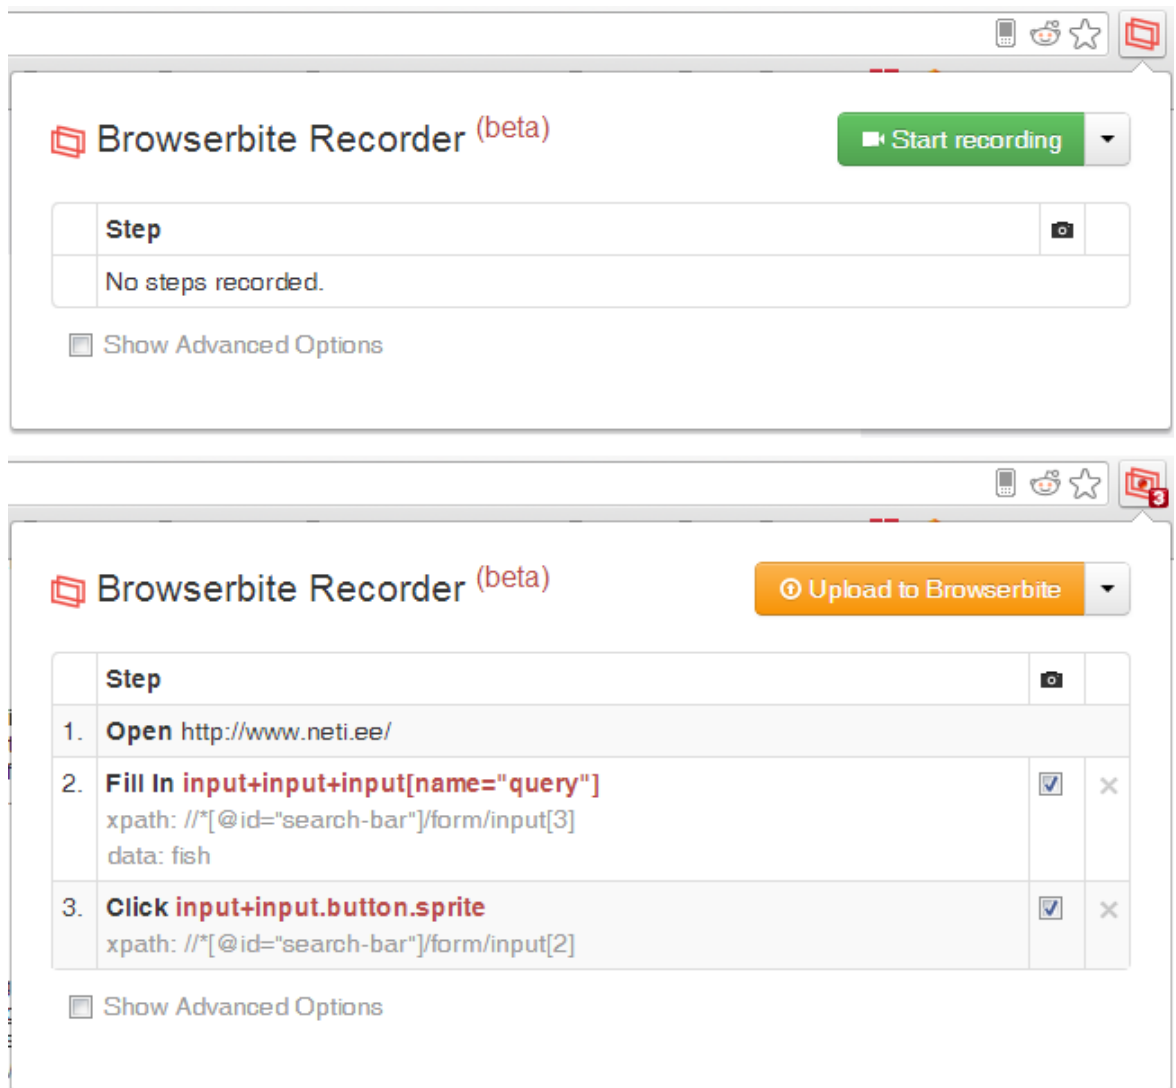 Browserbite Recorder (beta)
Start recording
Step
No steps recorded.
Show Advanced Options
3
Browserbite Recorder (beta)
Upload to Browserbite
Step
1. Open http://www.neti.ee/
2. Fill In input+input+input[name="query"]
xpath: //*[@id="search-bar"]/form/input[3]
data: fish
3. Click input+input.button.sprite
xpath: //*[@id="search-bar"]/form/input[2]
Show Advanced Options